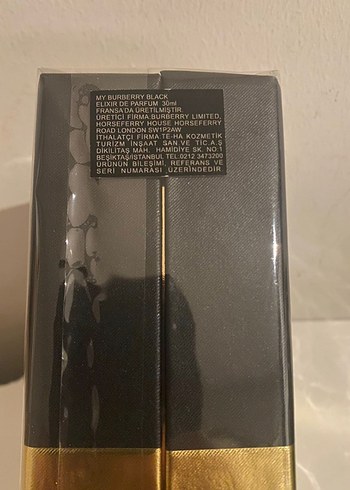 MY BURBERRY BLACK
ELIXIR DE PARFUM 30ml
FRANSA'DA ÜRETİLMİŞTİR.
ÜRETİCİ FİRMA:BURBERRY LIMITED,
HORSEFERRY HOUSE HORSEFERRY
ROAD LONDON SW1P2AW
İTHALATÇI FİRMA:TE-HA KOZMETİK
TURİZM İNŞAAT SAN.VE TİC.A.Ş
DİKİLİTAŞ MAH. HAMİDİYE SK. NO:1
BEŞİKTAŞ/İSTANBUL TEL:0212 3473200
ÜRÜNÜN BİLEŞİMİ, REFERANS VE
SERİ NUMARASI ÜZERİNDEDİR